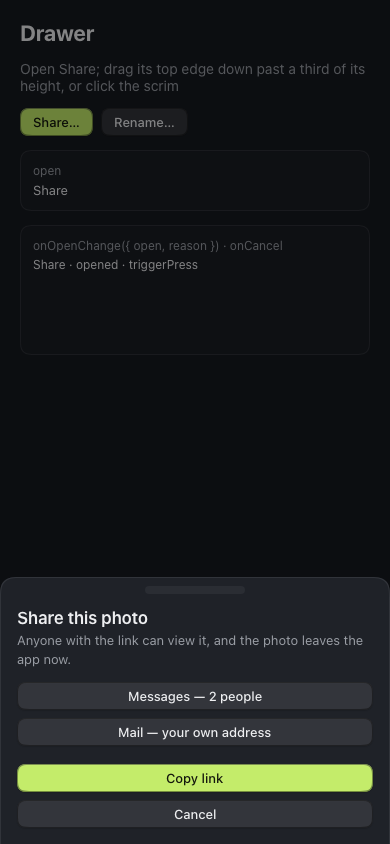 Drawer
Open Share; drag its top edge down past a third of its
height, or click the scrim
Share...
Rename...
open
Share
onOpenChange({ open, reason }) · onCancel
Share · opened · triggerPress
Share this photo
Anyone with the link can view it, and the photo leaves the
app now.
Messages — 2 people
Mail — your own address
Copy link
Cancel